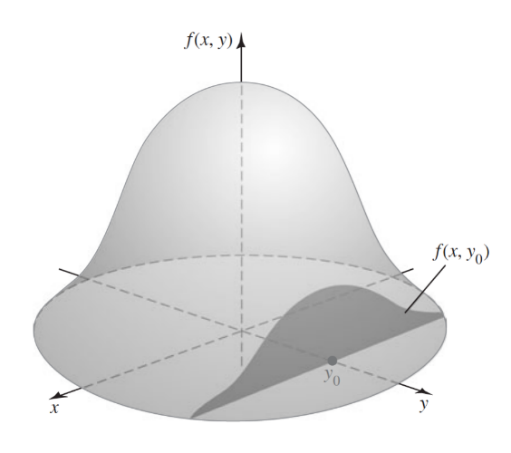 f(x, y)
f(x, y₀)
y₀
x
y